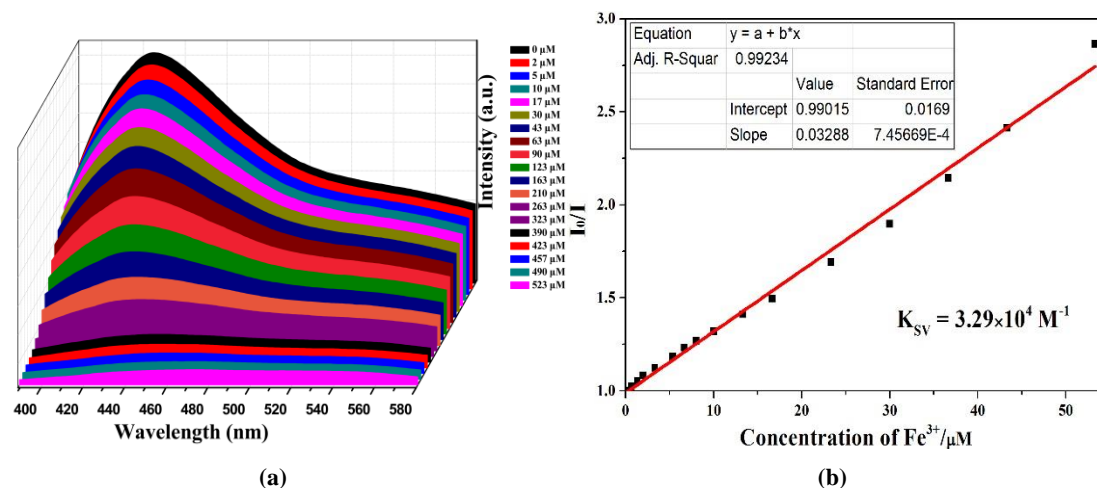 0 µM
2 µM
5 µM
10 µM
17 µM
30 µM
43 µM
63 µM
90 µM
123 µM
163 µM
210 µM
263 µM
323 µM
390 µM
423 µM
457 µM
490 µM
523 µM
Intensity (a.u.)
400 420 440 460 480 500 520 540 560 580
Wavelength (nm)
(a)
Equation y = a + b*x
Adj. R-Squar 0.99234
Value Standard Error
Intercept 0.99015 0.0169
Slope 0.03288 7.45669E-4
3.0
2.5
2.0
1.5
1.0
I₀/I
K_SV = 3.29×10⁴ M⁻¹
0 10 20 30 40 50
Concentration of Fe³⁺/µM
(b)